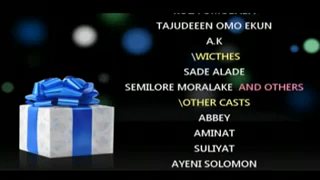 TAJUDEEEN OMO EKUN
A.K
\WICTHES
SADE ALADE
SEMILORE MORALAKE AND OTHERS
\OTHER CASTS
ABBEY
AMINAT
SULIYAT
AYENI SOLOMON